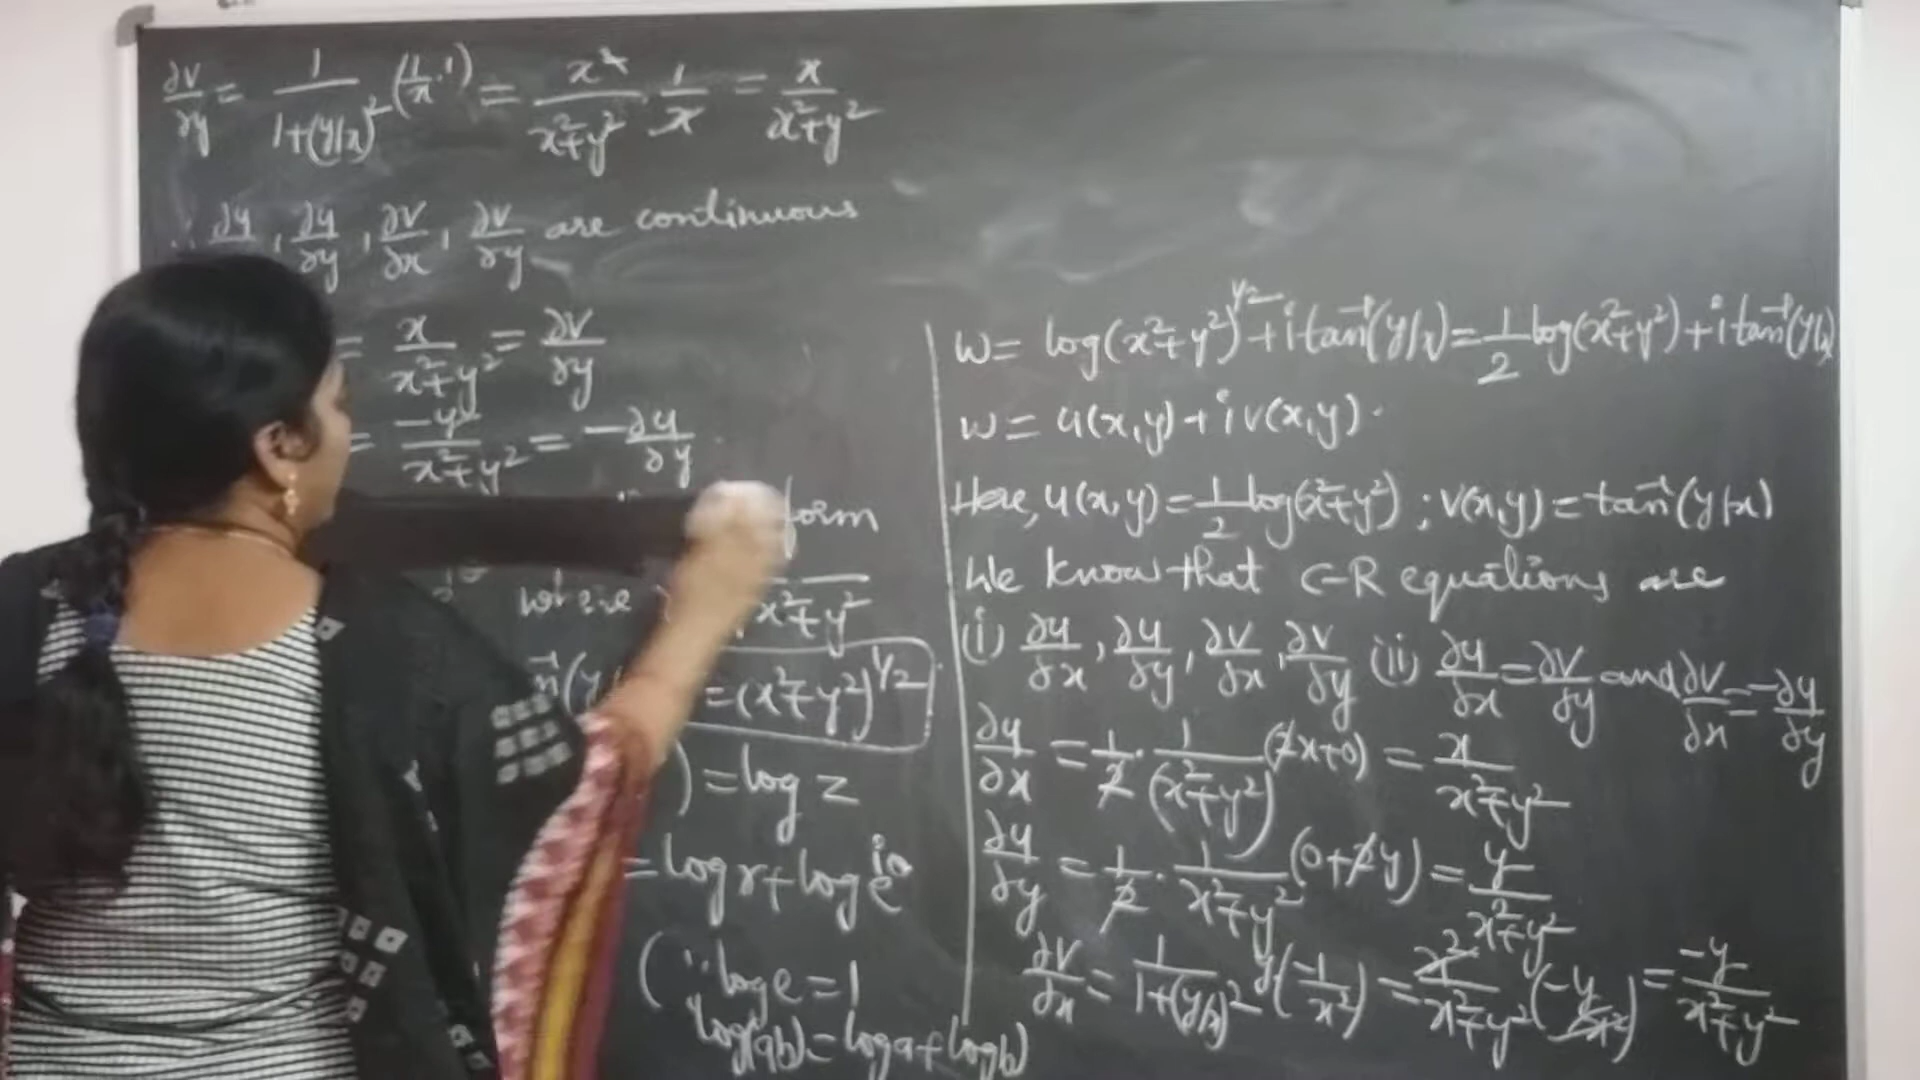 ∂v/∂y = 1/(1+(y/x)²) (1/x · 1) = x²/(x²+y²) · 1/x = x/(x²+y²)
∂u, ∂u/∂y, ∂v/∂x, ∂v/∂y are continuous
= x/(x²+y²) = ∂v/∂y
= -y/(x²+y²) = -∂u/∂y
form
where √(x²+y²)
(y/ =(x²+y²)^1/2
) = log z
= log r + log e^iθ
(∵ log e = 1
log(ab) = log a + log b)
w = log(x²+y²)^1/2 + i tan⁻¹(y/x) = 1/2 log(x²+y²) + i tan⁻¹(y/x)
w = u(x,y) + i v(x,y).
Here, u(x,y) = 1/2 log(x²+y²) ; v(x,y) = tan⁻¹(y/x)
We know that C-R equations are
(i) ∂u/∂x, ∂u/∂y, ∂v/∂x, ∂v/∂y (ii) ∂u/∂x = ∂v/∂y and ∂v/∂x = -∂u/∂y
∂u/∂x = 1/2 · 1/(x²+y²) (2x+0) = x/(x²+y²)
∂u/∂y = 1/2 · 1/(x²+y²) (0+2y) = y/(x²+y²)
∂v/∂x = 1/(1+(y/x)²) y(-1/x²) = x²/(x²+y²) (-y/x²) = -y/(x²+y²)